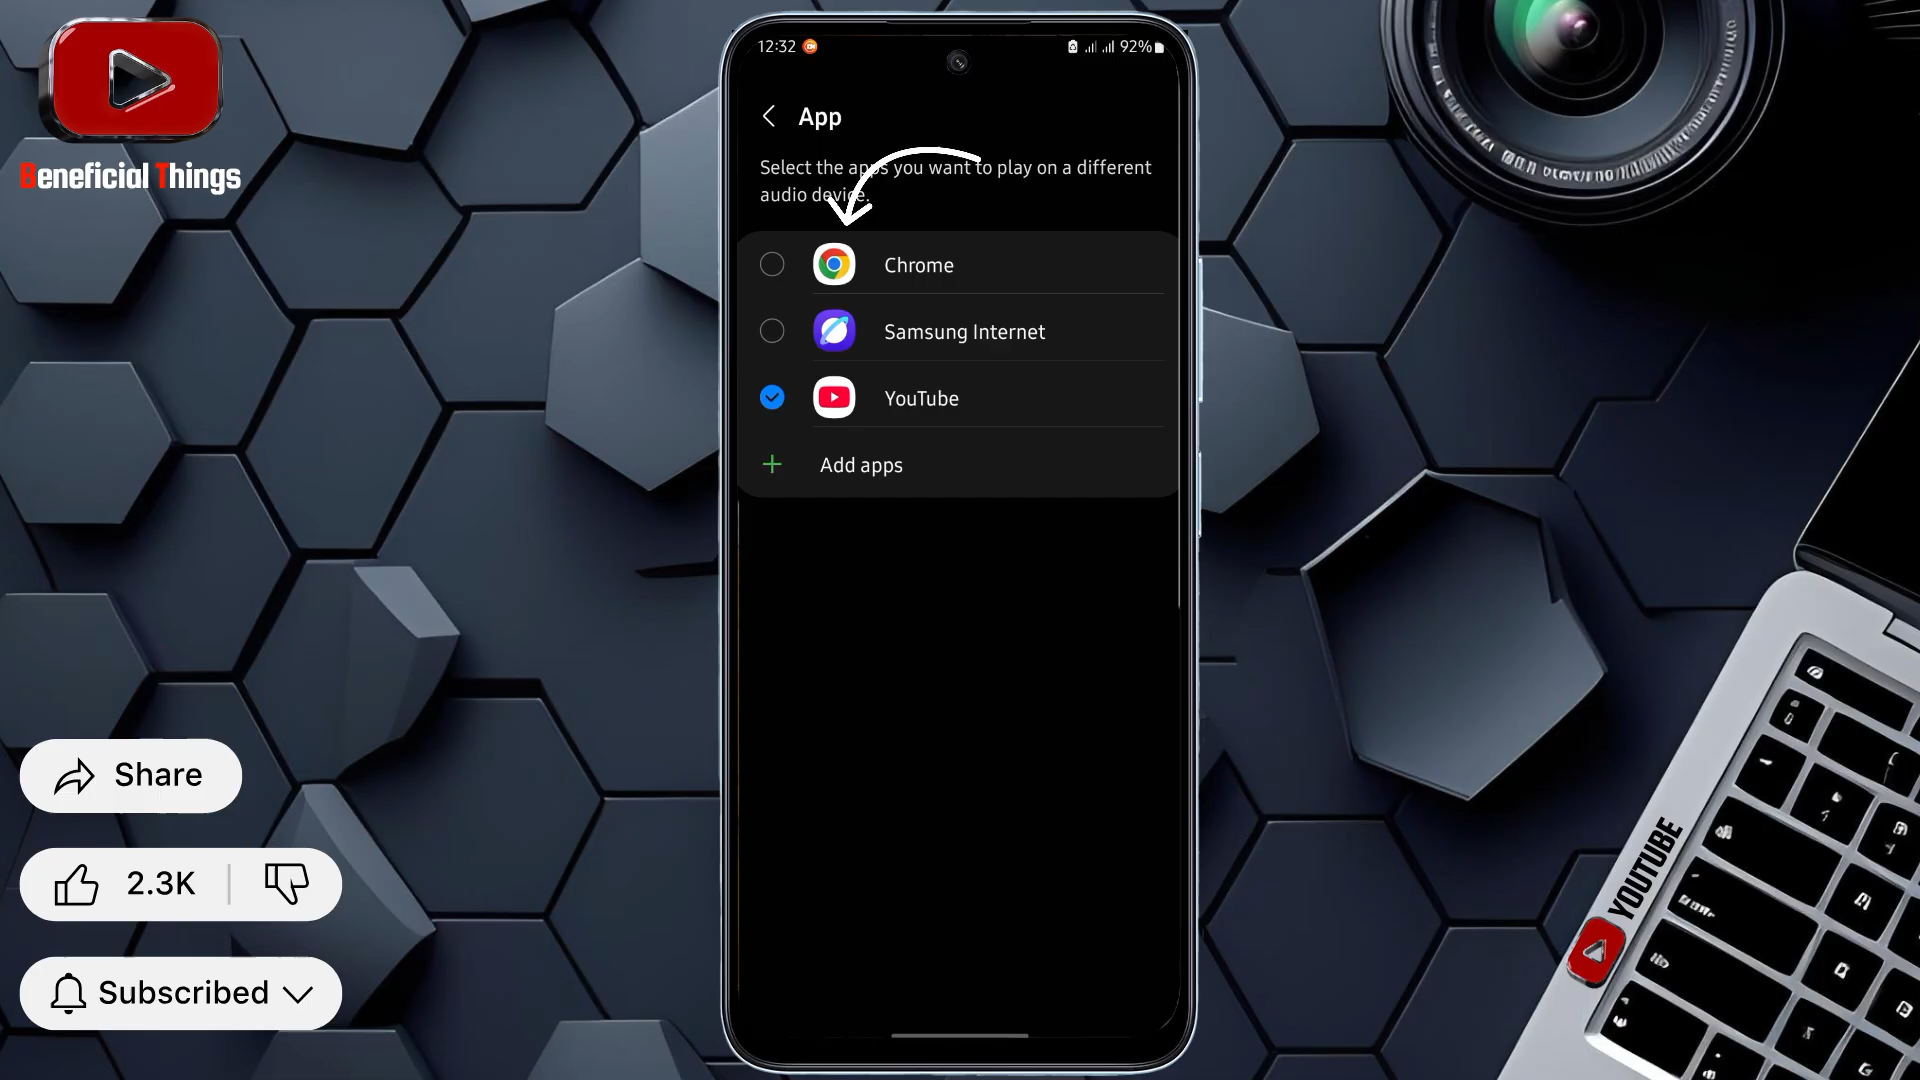 Beneficial Things
12:32
92%
App
Select the apps you want to play on a different
audio device.
Chrome
Samsung Internet
YouTube
Add apps
Share
2.3K
Subscribed
YOUTUBE